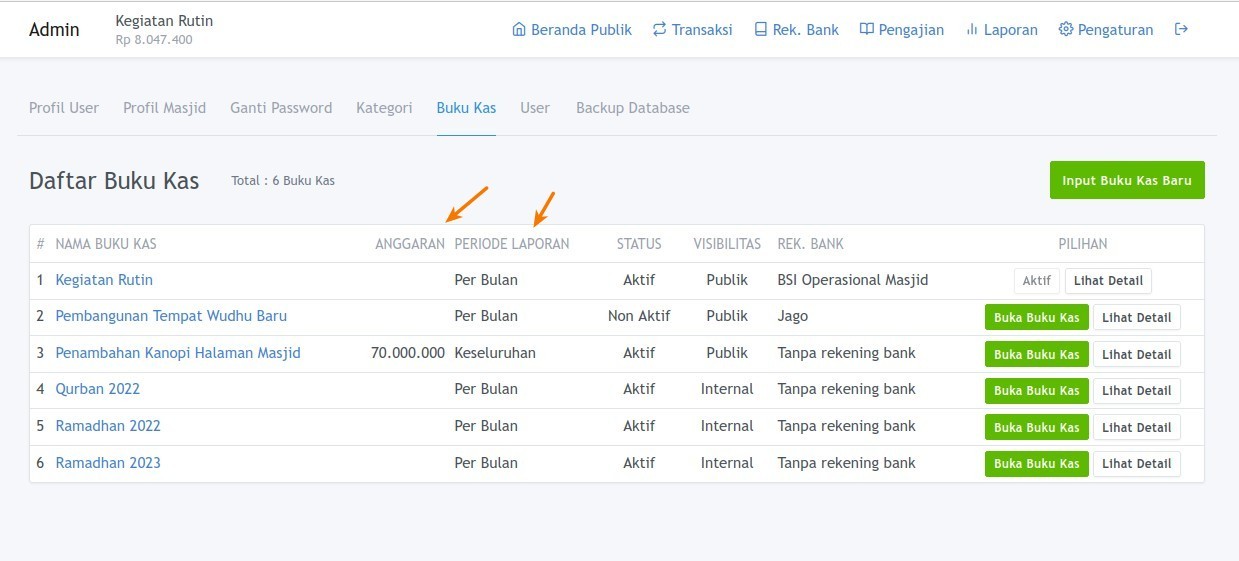 Admin
Kegiatan Rutin
Rp 8.047.400
Beranda Publik Transaksi Rek. Bank Pengajian Laporan Pengaturan
Profil User Profil Masjid Ganti Password Kategori Buku Kas User Backup Database
Daftar Buku Kas Total : 6 Buku Kas Input Buku Kas Baru
# NAMA BUKU KAS ANGGARAN PERIODE LAPORAN STATUS VISIBILITAS REK. BANK PILIHAN
1 Kegiatan Rutin Per Bulan Aktif Publik BSI Operasional Masjid Aktif Lihat Detail
2 Pembangunan Tempat Wudhu Baru Per Bulan Non Aktif Publik Jago Buka Buku Kas Lihat Detail
3 Penambahan Kanopi Halaman Masjid 70.000.000 Keseluruhan Aktif Publik Tanpa rekening bank Buka Buku Kas Lihat Detail
4 Qurban 2022 Per Bulan Aktif Internal Tanpa rekening bank Buka Buku Kas Lihat Detail
5 Ramadhan 2022 Per Bulan Aktif Internal Tanpa rekening bank Buka Buku Kas Lihat Detail
6 Ramadhan 2023 Per Bulan Aktif Internal Tanpa rekening bank Buka Buku Kas Lihat Detail